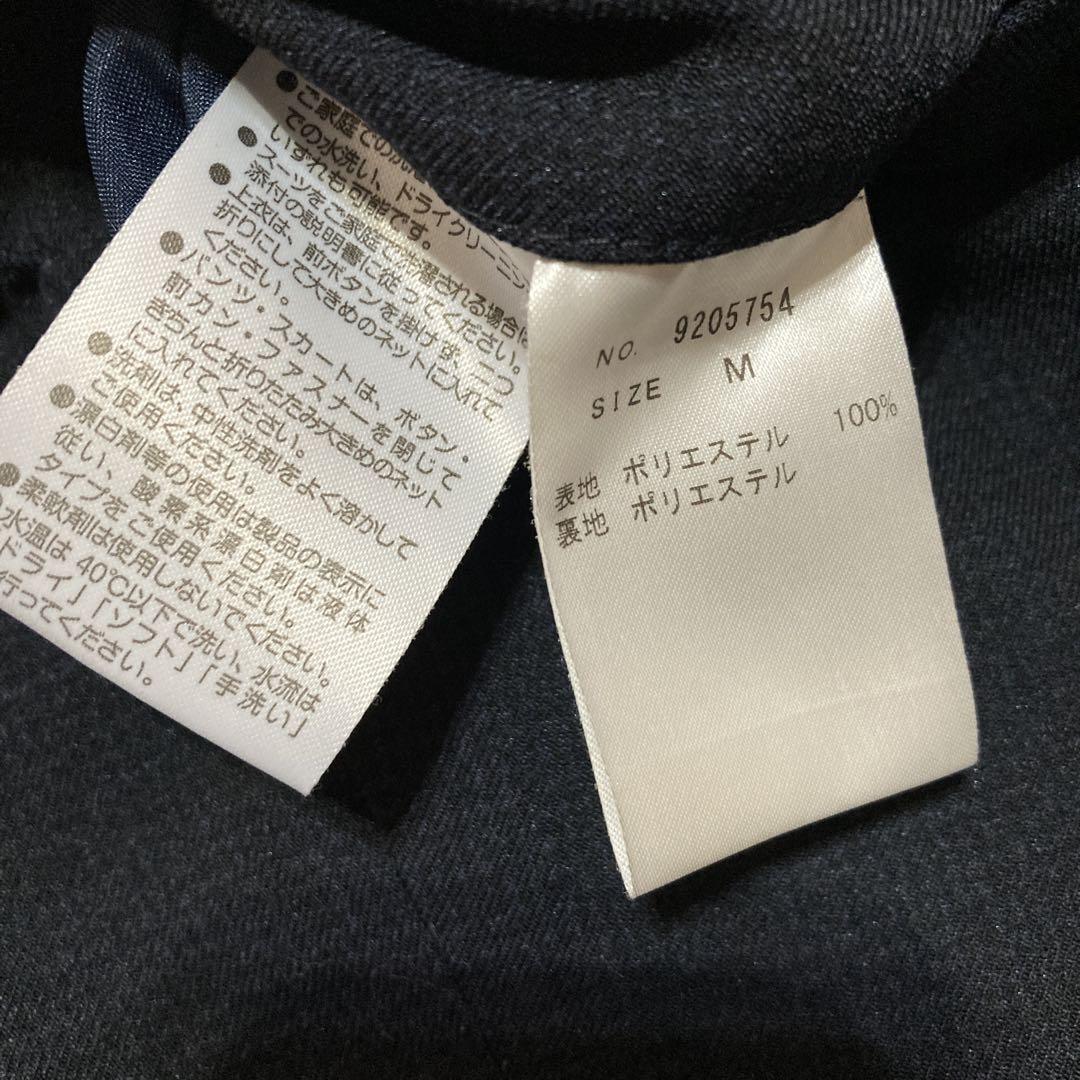 ●ご家庭での洗
での水洗い、ドライクリーニン
いずれも可能です。
●スーツをご家庭で洗濯される場合は
添付の説明書に従ってください。
●上衣は、前ボタンを掛けず、二つ
折りにして大きめのネットに入れて
ください。
●パンツ・スカートは、ボタン・
前カン・ファスナーを閉じて
きちんと折りたたみ大きめのネット
に入れてください。
●洗剤は、中性洗剤をよく溶かして
ご使用ください。
●漂白剤等の使用は製品の表示に
従い、酸素系漂白剤は液体
タイプをご使用ください。
●柔軟剤は使用しないでください。
水温は40℃以下で洗い、水流は
ドライ」「ソフト」「手洗い」
行ってください。
NO. 9205754
SIZE M
表地 ポリエステル 100%
裏地 ポリエステル